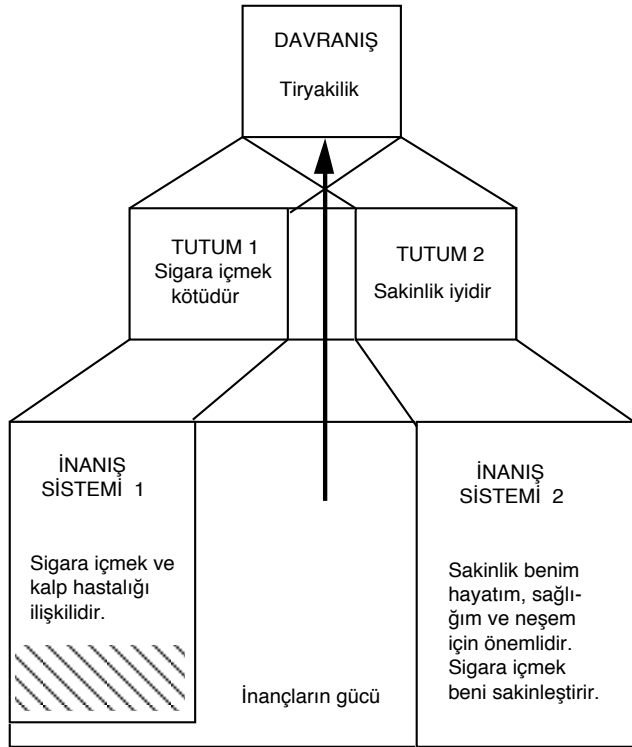 DAVRANIŞ
Tiryakilik
TUTUM 1
Sigara içmek
kötüdür
TUTUM 2
Sakinlik iyidir
İNANIŞ
SİSTEMİ 1
Sigara içmek ve
kalp hastalığı
ilişkilidir.
İnançların gücü
İNANIŞ
SİSTEMİ 2
Sakinlik benim
hayatım, sağlı-
ğım ve neşem
için önemlidir.
Sigara içmek
beni sakinleştirir.